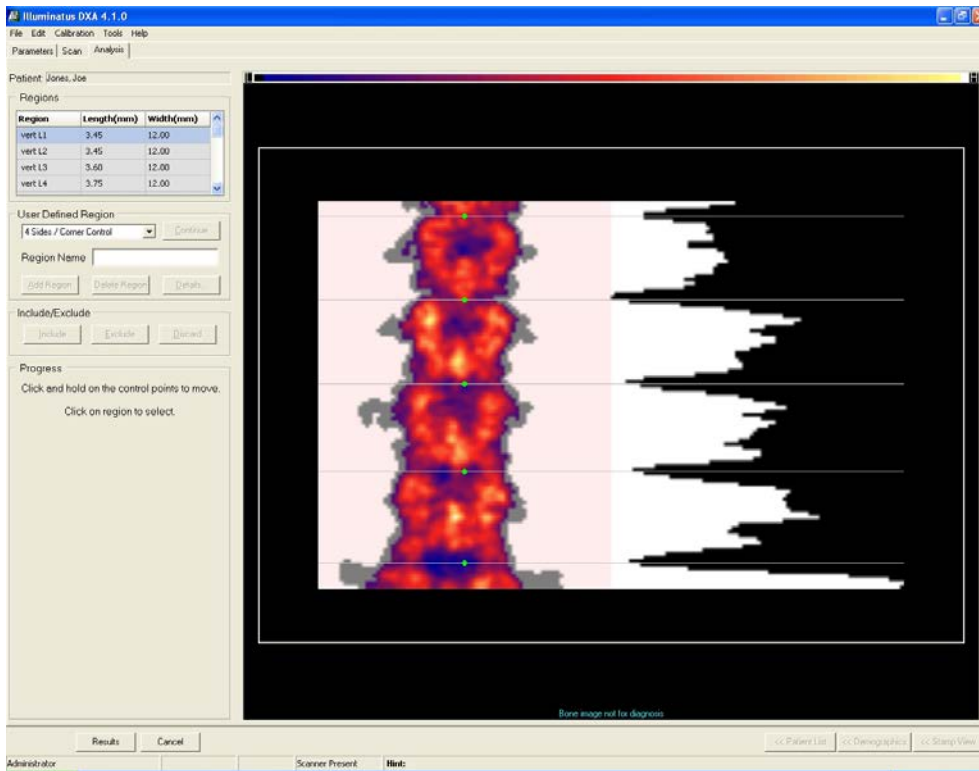 Illuminatus DXA 4.1.0
File Edit Calibration Tools Help
Parameters Scan Analysis
Patient: Jones, Joe
Regions
Region Length(mm) Width(mm)
vert L1 3.45 12.00
vert L2 3.45 12.00
vert L3 3.60 12.00
vert L4 3.75 12.00
User Defined Region
4 Sides / Corner Control Continue
Region Name
Add Region Delete Region Details...
Include/Exclude
Include Exclude Discard
Progress
Click and hold on the control points to move.
Click on region to select.
Bone image not for diagnosis
Results Cancel << Patient List << Demographics << Stamp View
Administrator Scanner Present Hint: